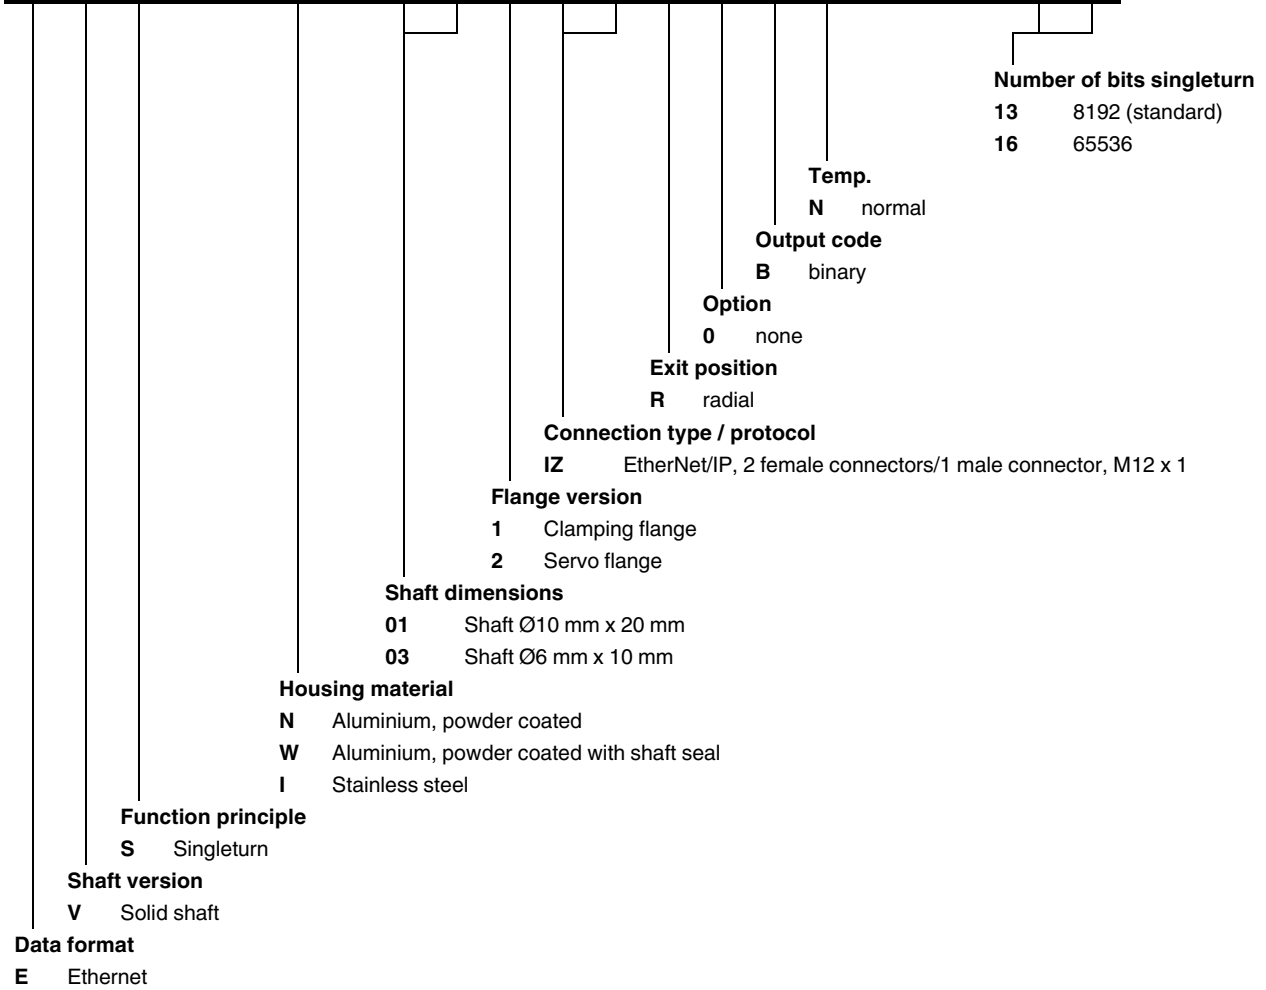 Number of bits singleturn
13 8192 (standard)
16 65536
Temp.
N normal
Output code
B binary
Option
0 none
Exit position
R radial
Connection type / protocol
IZ EtherNet/IP, 2 female connectors/1 male connector, M12 x 1
Flange version
1 Clamping flange
2 Servo flange
Shaft dimensions
01 Shaft Ø10 mm x 20 mm
03 Shaft Ø6 mm x 10 mm
Housing material
N Aluminium, powder coated
W Aluminium, powder coated with shaft seal
I Stainless steel
Function principle
S Singleturn
Shaft version
V Solid shaft
Data format
E Ethernet